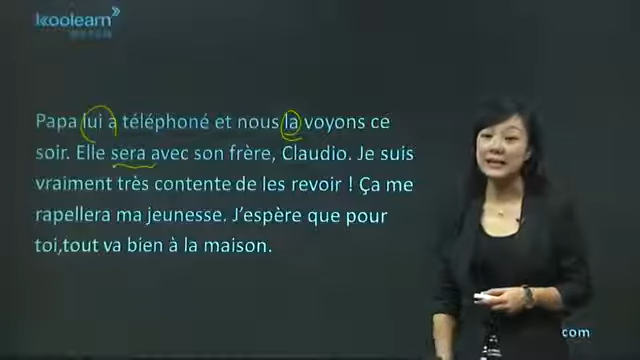 koolearn
Papa lui a téléphoné et nous la voyons ce
soir. Elle sera avec son frère, Claudio. Je suis
vraiment très contente de les revoir ! Ça me
rapellera ma jeunesse. J'espère que pour
toi,tout va bien à la maison.
com